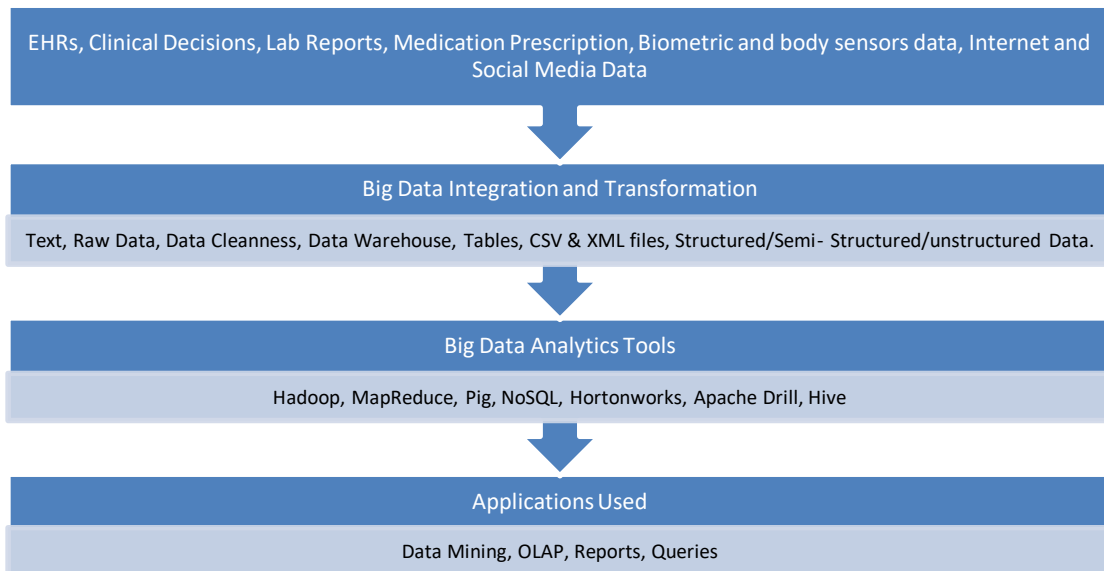 EHRs, Clinical Decisions, Lab Reports, Medication Prescription, Biometric and body sensors data, Internet and
Social Media Data
Big Data Integration and Transformation
Text, Raw Data, Data Cleanness, Data Warehouse, Tables, CSV & XML files, Structured/Semi- Structured/unstructured Data.
Big Data Analytics Tools
Hadoop, MapReduce, Pig, NoSQL, Hortonworks, Apache Drill, Hive
Applications Used
Data Mining, OLAP, Reports, Queries